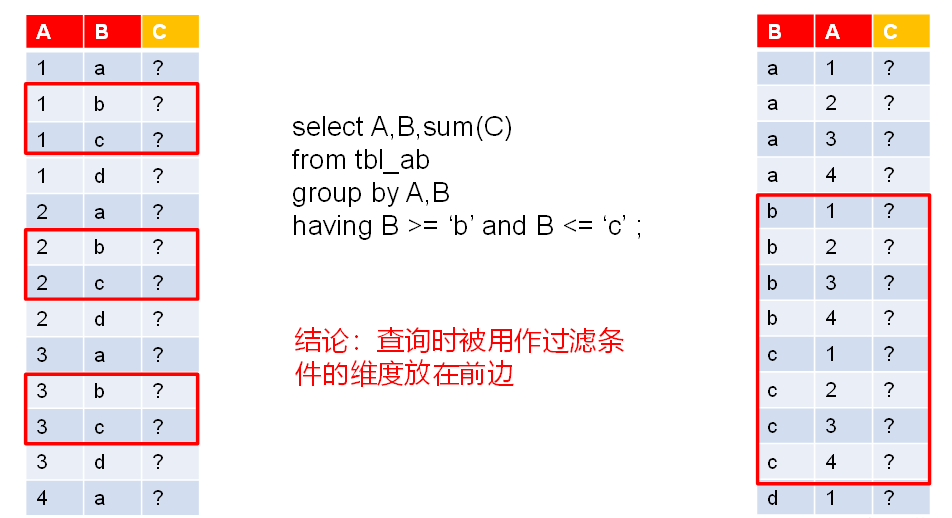 A B C
1 a ?
1 b ?
1 c ?
1 d ?
2 a ?
2 b ?
2 c ?
2 d ?
3 a ?
3 b ?
3 c ?
3 d ?
4 a ?
select A,B,sum(C)
from tbl_ab
group by A,B
having B >= ‘b’ and B <= ‘c’ ;
结论：查询时被用作过滤条
件的维度放在前边
B A C
a 1 ?
a 2 ?
a 3 ?
a 4 ?
b 1 ?
b 2 ?
b 3 ?
b 4 ?
c 1 ?
c 2 ?
c 3 ?
c 4 ?
d 1 ?